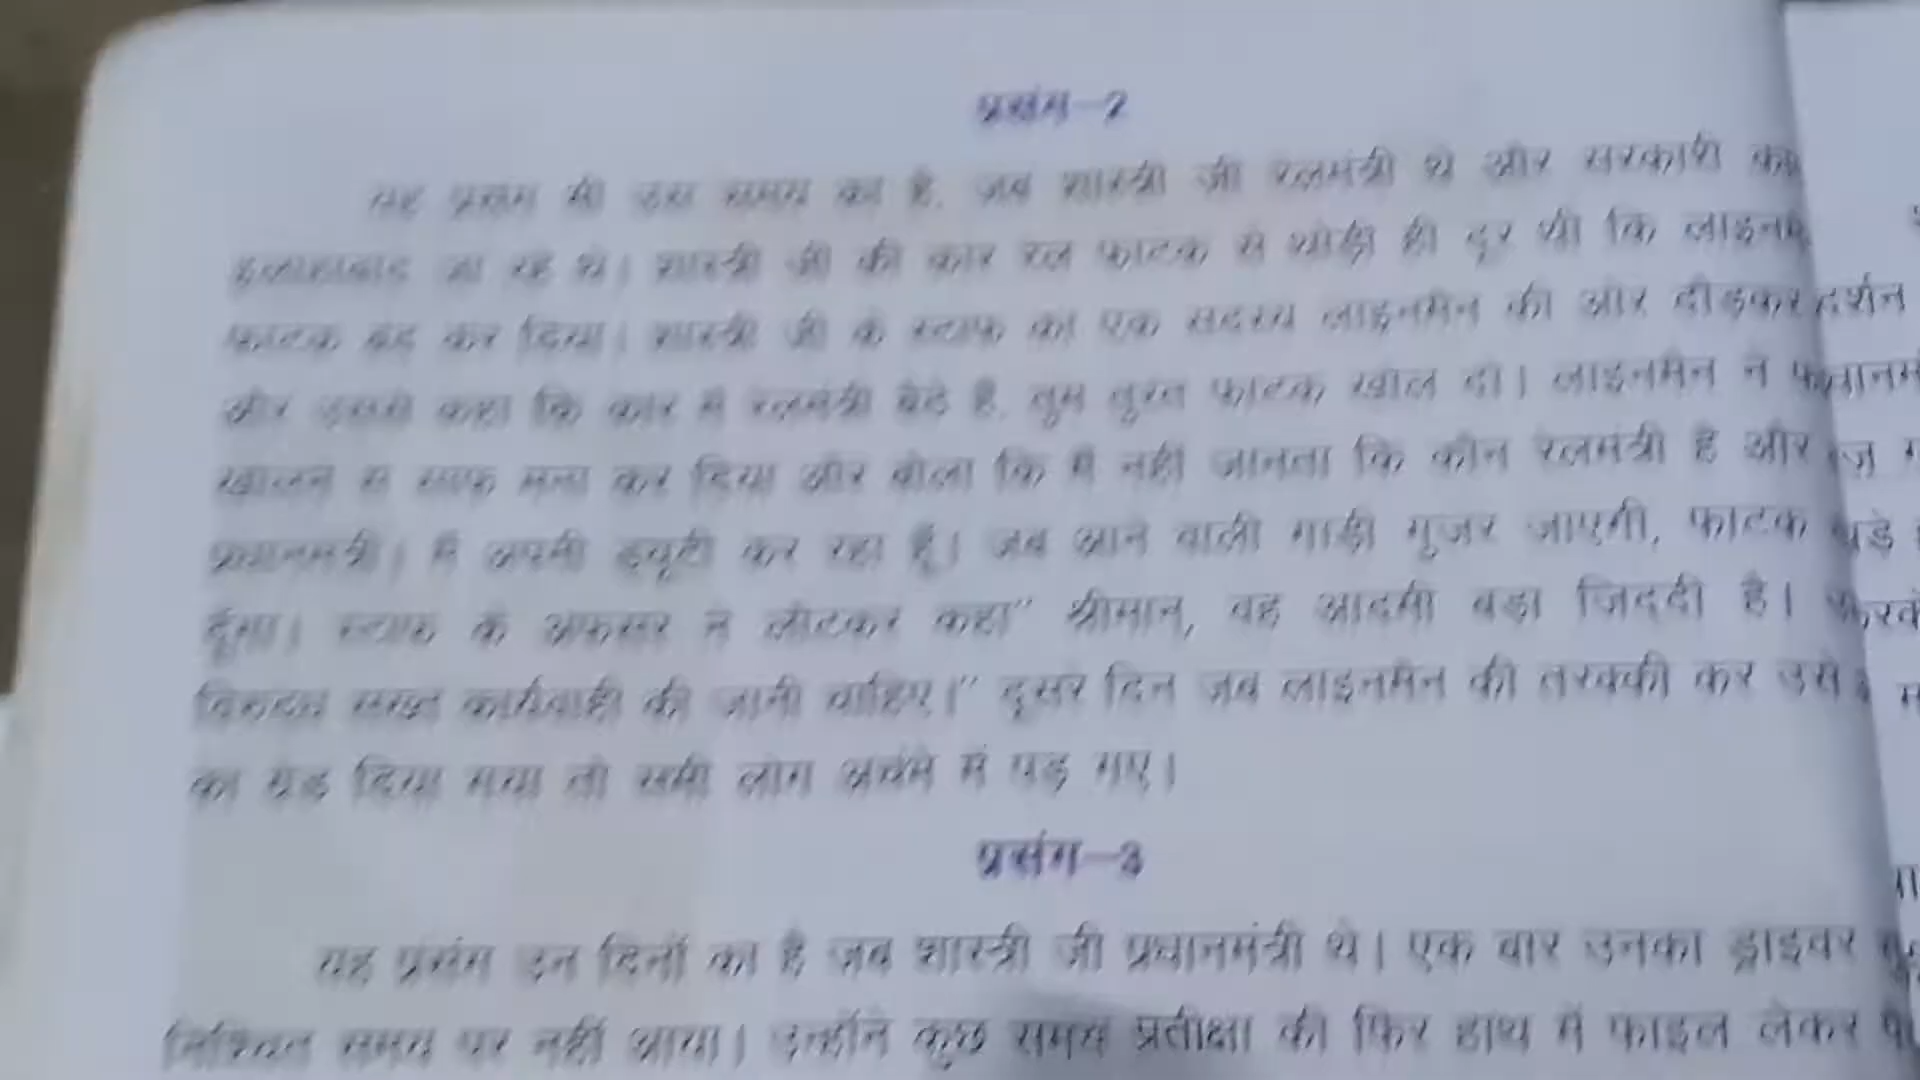 प्रसंग–2
यह प्रसंग भी उस समय का है, जब शास्त्री जी रेलमंत्री थे और सरकारी
इलाहाबाद जा रहे थे। शास्त्री जी की कार रेल फाटक से थोड़ी ही दूर थी कि
फाटक बंद कर दिया। शास्त्री जी के स्टाफ का एक सदस्य लाइनमैन की ओर दौड़कर दर्शन
और उससे कहा कि कार में रेलमंत्री बैठे हैं, तुम तुरंत फाटक खोल दो। लाइनमैन ने
खोलने से साफ मना कर दिया और बोला कि मैं नहीं जानता कि कौन रेलमंत्री है और
प्रधानमंत्री। मैं अपनी ड्यूटी कर रहा हूँ। जब आने वाली गाड़ी गुजर जाएगी, फाटक
दूँगा। स्टाफ के अफसर ने लौटकर कहा" श्रीमान, वह आदमी बड़ा जिद्दी है।
विरूद्ध सख्त कार्यवाही की जानी चाहिए।" दूसरे दिन जब लाइनमैन की तरक्की कर उसे
का ग्रेड दिया गया तो सभी लोग अचंभे में पड़ गए।
प्रसंग–3
यह प्रसंग उन दिनों का है जब शास्त्री जी प्रधानमंत्री थे। एक बार उनका ड्राइवर
निश्चित समय पर नहीं आया। उन्होंने कुछ समय प्रतीक्षा की फिर हाथ में फाइल लेकर